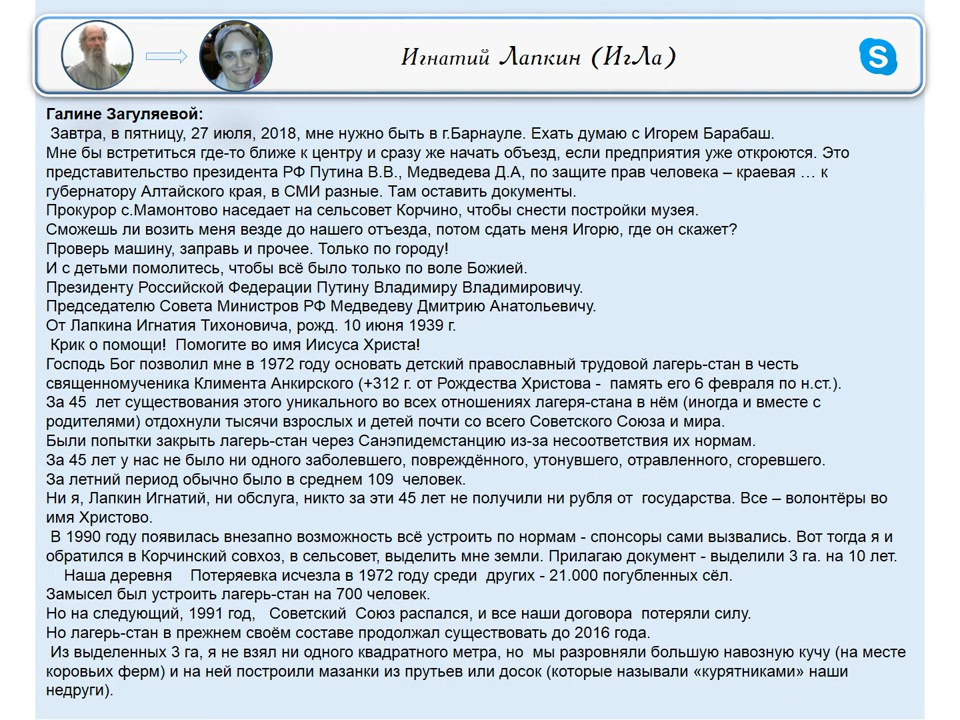 Игнатий Лапкин (ИгЛа)
S
Галине Загуляевой:
Завтра, в пятницу, 27 июля, 2018, мне нужно быть в г.Барнауле. Ехать думаю с Игорем Барабаш.
Мне бы встретиться где-то ближе к центру и сразу же начать объезд, если предприятия уже откроются. Это
представительство президента РФ Путина В.В., Медведева Д.А, по защите прав человека – краевая … к
губернатору Алтайского края, в СМИ разные. Там оставить документы.
Прокурор с.Мамонтово наседает на сельсовет Корчино, чтобы снести постройки музея.
Сможешь ли возить меня везде до нашего отъезда, потом сдать меня Игорю, где он скажет?
Проверь машину, заправь и прочее. Только по городу!
И с детьми помолитесь, чтобы всё было только по воле Божией.
Президенту Российской Федерации Путину Владимиру Владимировичу.
Председателю Совета Министров РФ Медведеву Дмитрию Анатольевичу.
От Лапкина Игнатия Тихоновича, рожд. 10 июня 1939 г.
Крик о помощи! Помогите во имя Иисуса Христа!
Господь Бог позволил мне в 1972 году основать детский православный трудовой лагерь-стан в честь
священномученика Климента Анкирского (+312 г. от Рождества Христова - память его 6 февраля по н.ст.).
За 45 лет существования этого уникального во всех отношениях лагеря-стана в нём (иногда и вместе с
родителями) отдохнули тысячи взрослых и детей почти со всего Советского Союза и мира.
Были попытки закрыть лагерь-стан через Санэпидемстанцию из-за несоответствия их нормам.
За 45 лет у нас не было ни одного заболевшего, повреждённого, утонувшего, отравленного, сгоревшего.
За летний период обычно было в среднем 109 человек.
Ни я, Лапкин Игнатий, ни обслуга, никто за эти 45 лет не получили ни рубля от государства. Все – волонтёры во
имя Христово.
В 1990 году появилась внезапно возможность всё устроить по нормам - спонсоры сами вызвались. Вот тогда я и
обратился в Корчинский совхоз, в сельсовет, выделить мне земли. Прилагаю документ - выделили 3 га. на 10 лет.
Наша деревня Потеряевка исчезла в 1972 году среди других - 21.000 погубленных сёл.
Замысел был устроить лагерь-стан на 700 человек.
Но на следующий, 1991 год, Советский Союз распался, и все наши договора потеряли силу.
Но лагерь-стан в прежнем своём составе продолжал существовать до 2016 года.
Из выделенных 3 га, я не взял ни одного квадратного метра, но мы разровняли большую навозную кучу (на месте
коровьих ферм) и на ней построили мазанки из прутьев или досок (которые называли «курятниками» наши
недруги).